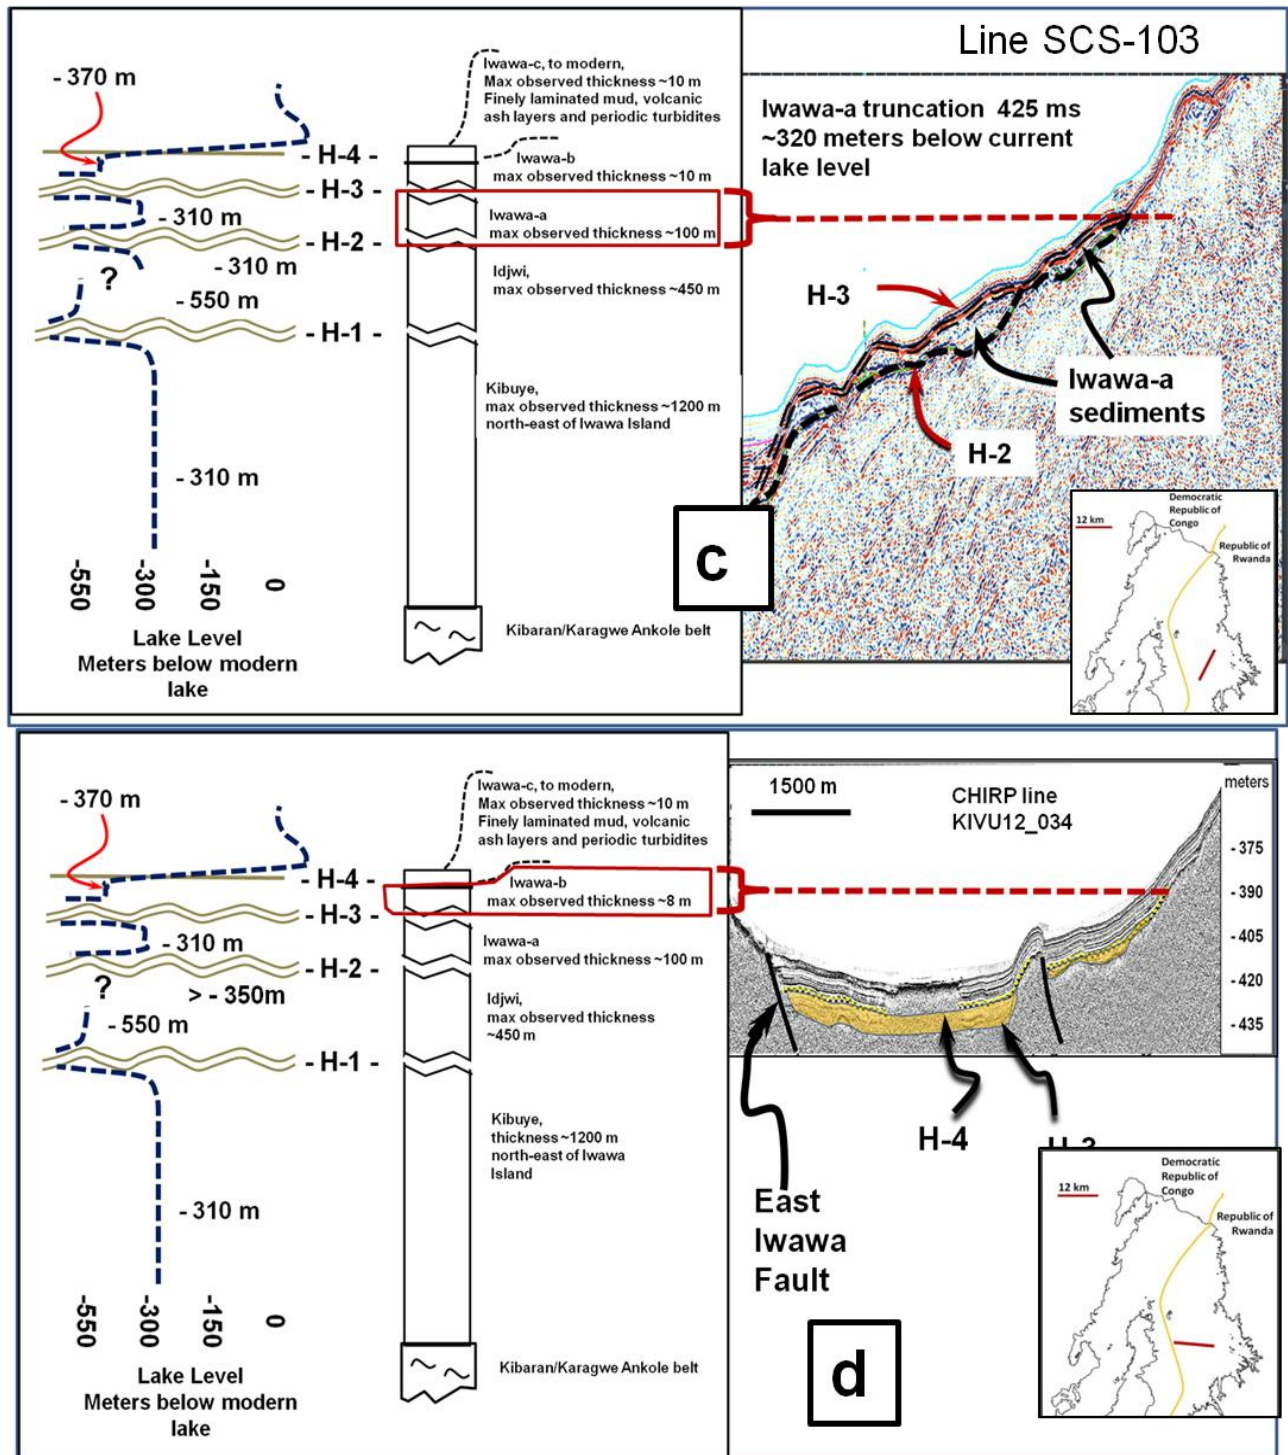 Line SCS-103
- 370 m
Iwawa-c, to modern,
Max observed thickness ~10 m
Finely laminated mud, volcanic
ash layers and periodic turbidites
- H-4 -
Iwawa-b
max observed thickness ~10 m
- H-3 -
- 310 m
Iwawa-a
max observed thickness ~100 m
- H-2 -
- 310 m
?
- 550 m
Idjwi,
max observed thickness ~450 m
- H-1 -
Kibuye,
max observed thickness ~1200 m
north-east of Iwawa Island
- 310 m
-550
-300
-150
0
Lake Level
Meters below modern
lake
Kibaran/Karagwe Ankole belt
Iwawa-a truncation 425 ms
~320 meters below current
lake level
H-3
Iwawa-a
sediments
H-2
c
Democratic
Republic of
Congo
12 km
Republic of
Rwanda
- 370 m
Iwawa-c, to modern,
Max observed thickness ~10 m
Finely laminated mud, volcanic
ash layers and periodic turbidites
- H-4 -
Iwawa-b
max observed thickness ~8 m
- H-3 -
- 310 m
Iwawa-a
max observed thickness ~100 m
- H-2 -
?
> - 350m
- 550 m
Idjwi,
max observed thickness
~450 m
- H-1 -
Kibuye,
thickness ~1200 m
north-east of Iwawa
Island
- 310 m
-550
-300
-150
0
Lake Level
Meters below modern
lake
Kibaran/Karagwe Ankole belt
1500 m
CHIRP line
KIVU12_034
meters
- 375
- 390
- 405
- 420
- 435
H-4
East
Iwawa
Fault
d
Democratic
Republic of
Congo
12 km
Republic of
Rwanda